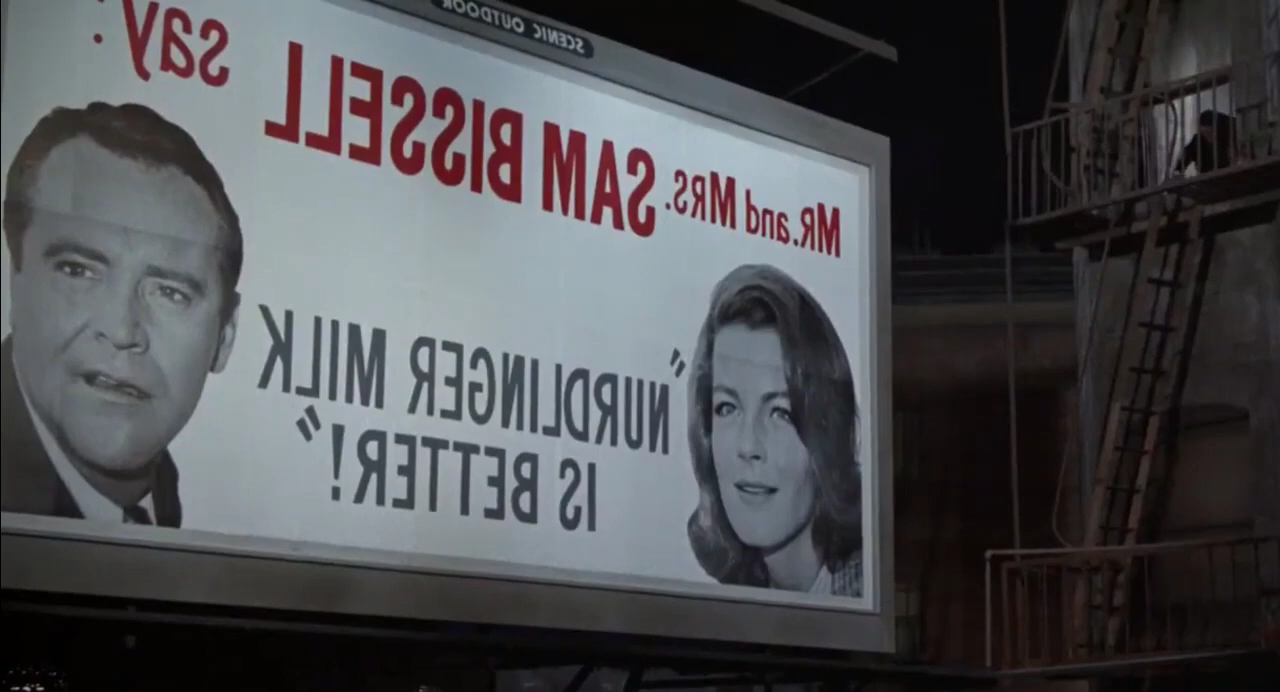 SCENIC OUTDOOR
Mr. and Mrs. SAM BISSELL say:
"NURDLINGER MILK
IS BETTER!"